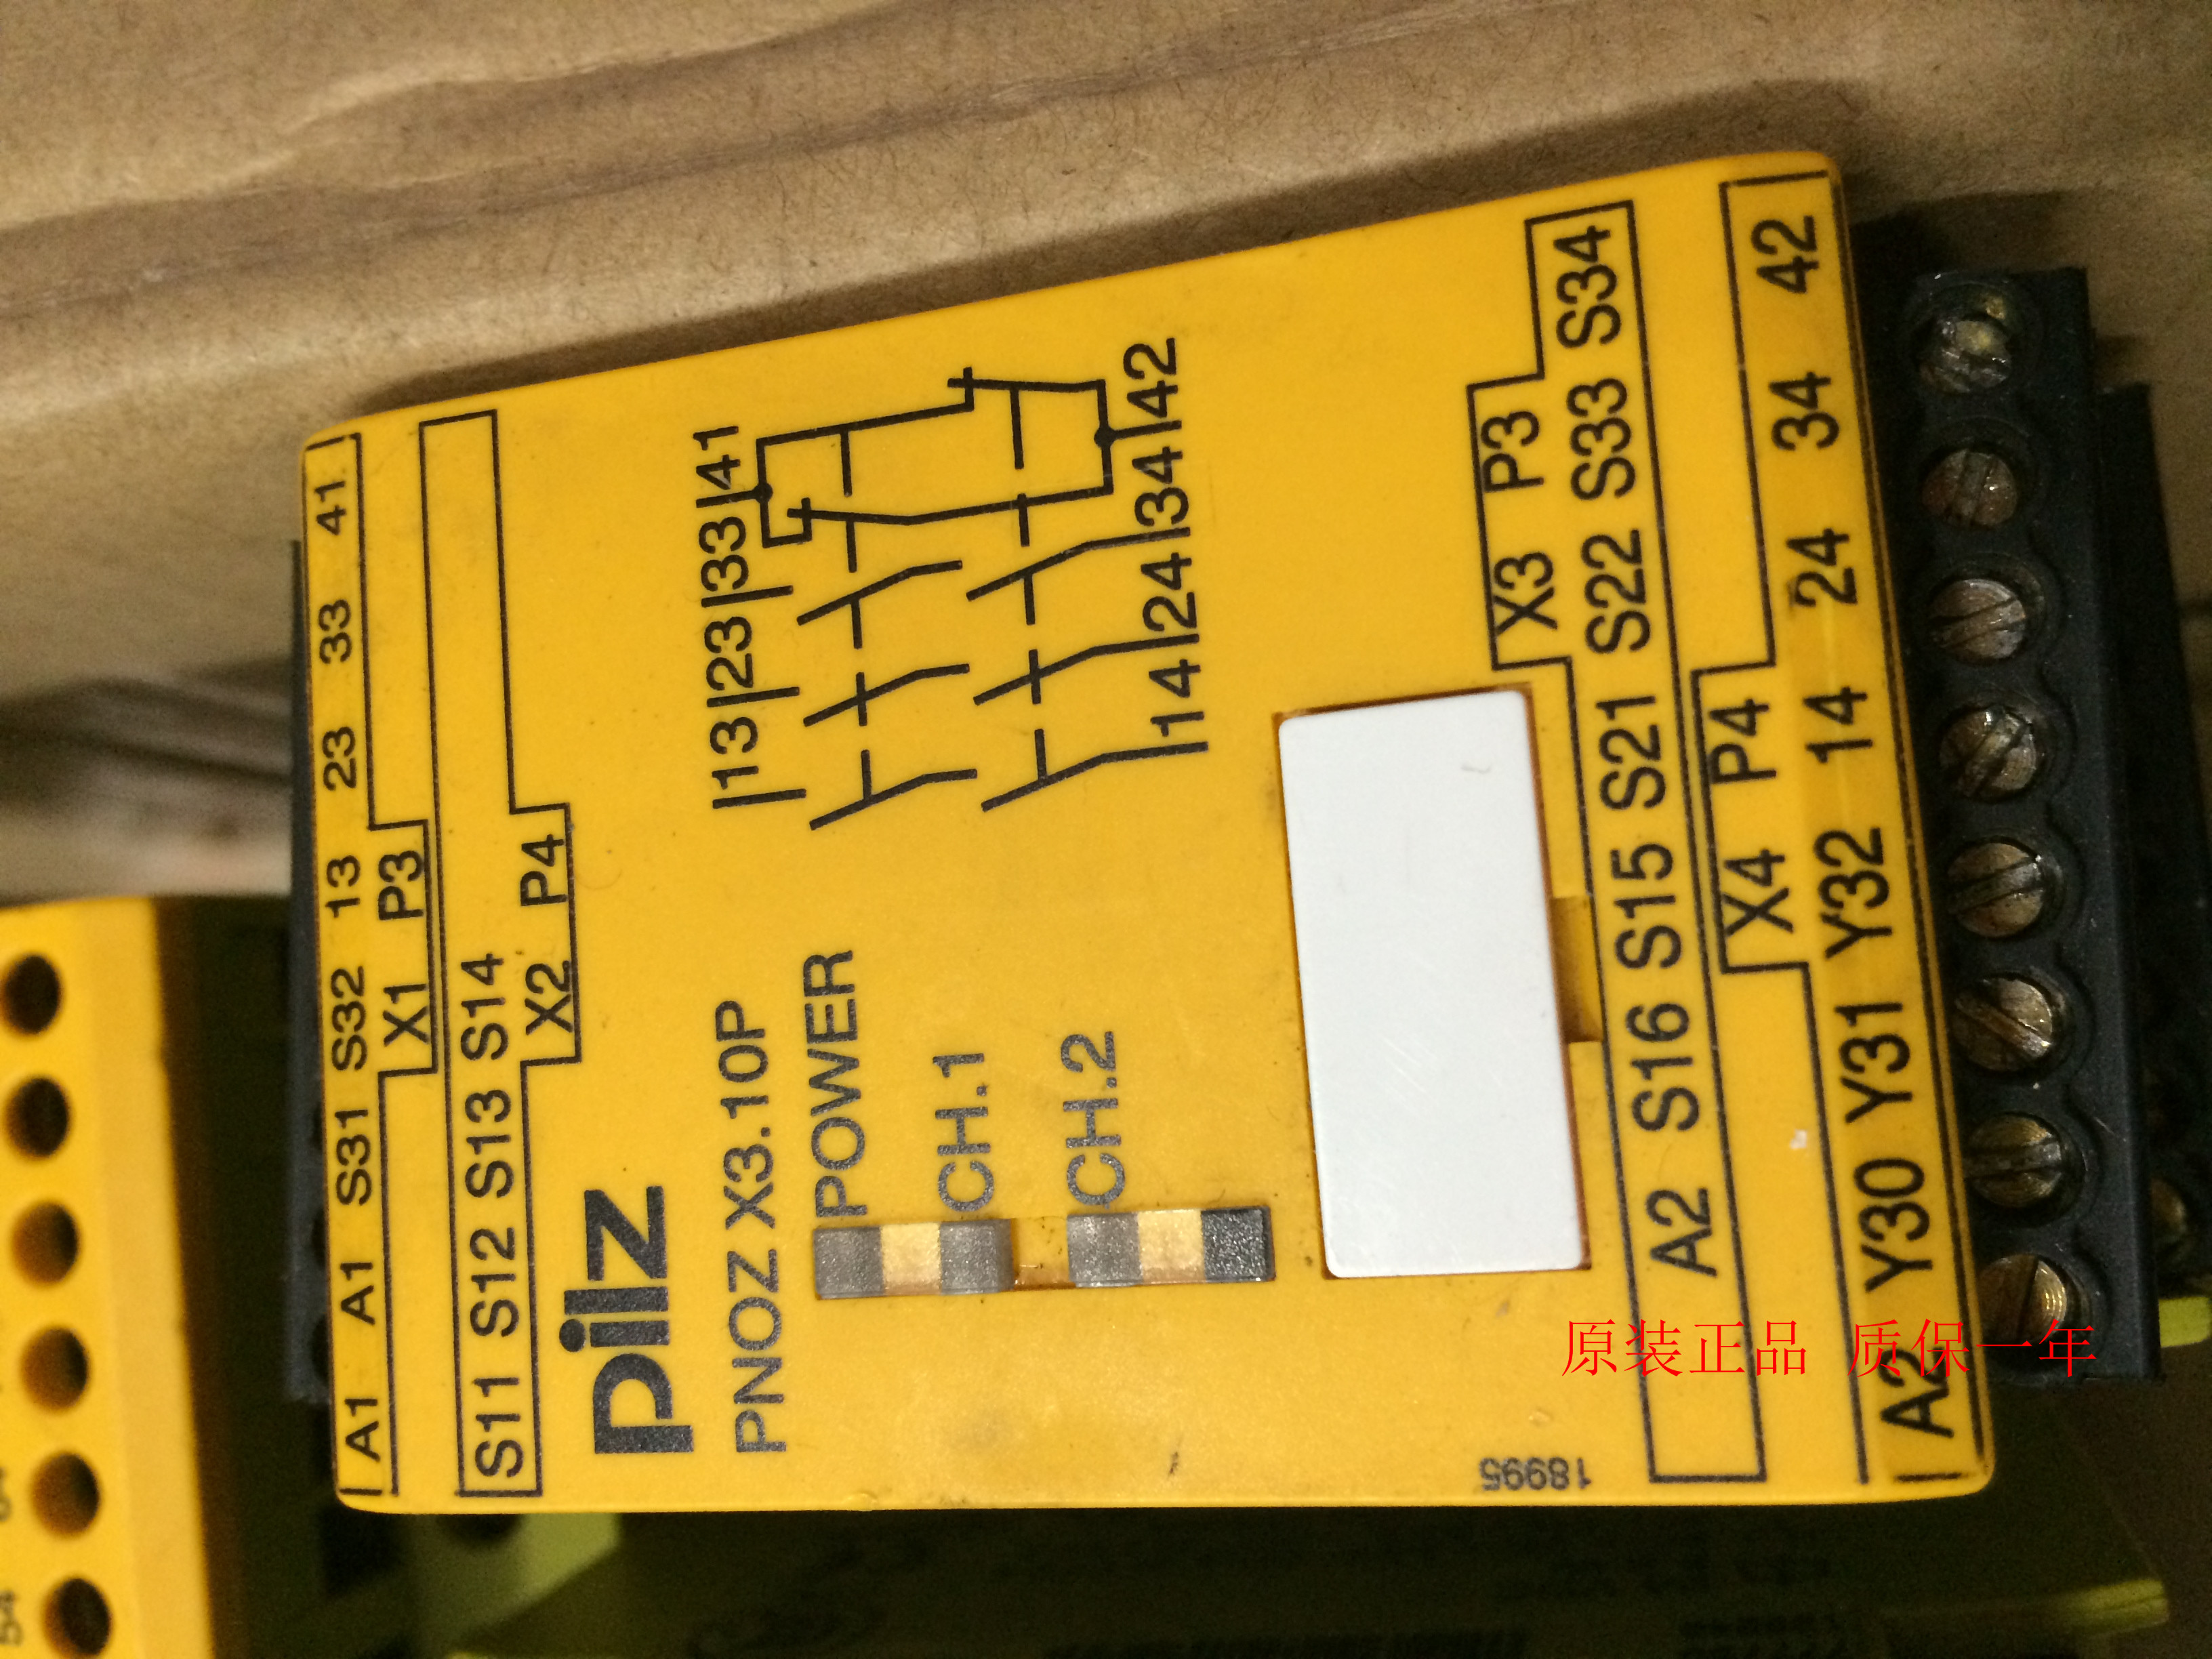 A1 A1 S31 S32 13 23 33 41
X1 P3
S11 S12 S13 S14
X2 P4
pilz
PNOZ X3.10P
POWER
CH.1
CH.2
13 23 33 41
14 24 34 42
X3 P3
A2 S16 S15 S21 S22 S33 S34
X4 P4
A2 Y30 Y31 Y32 14 24 34 42
18995
原装正品 质保一年
54